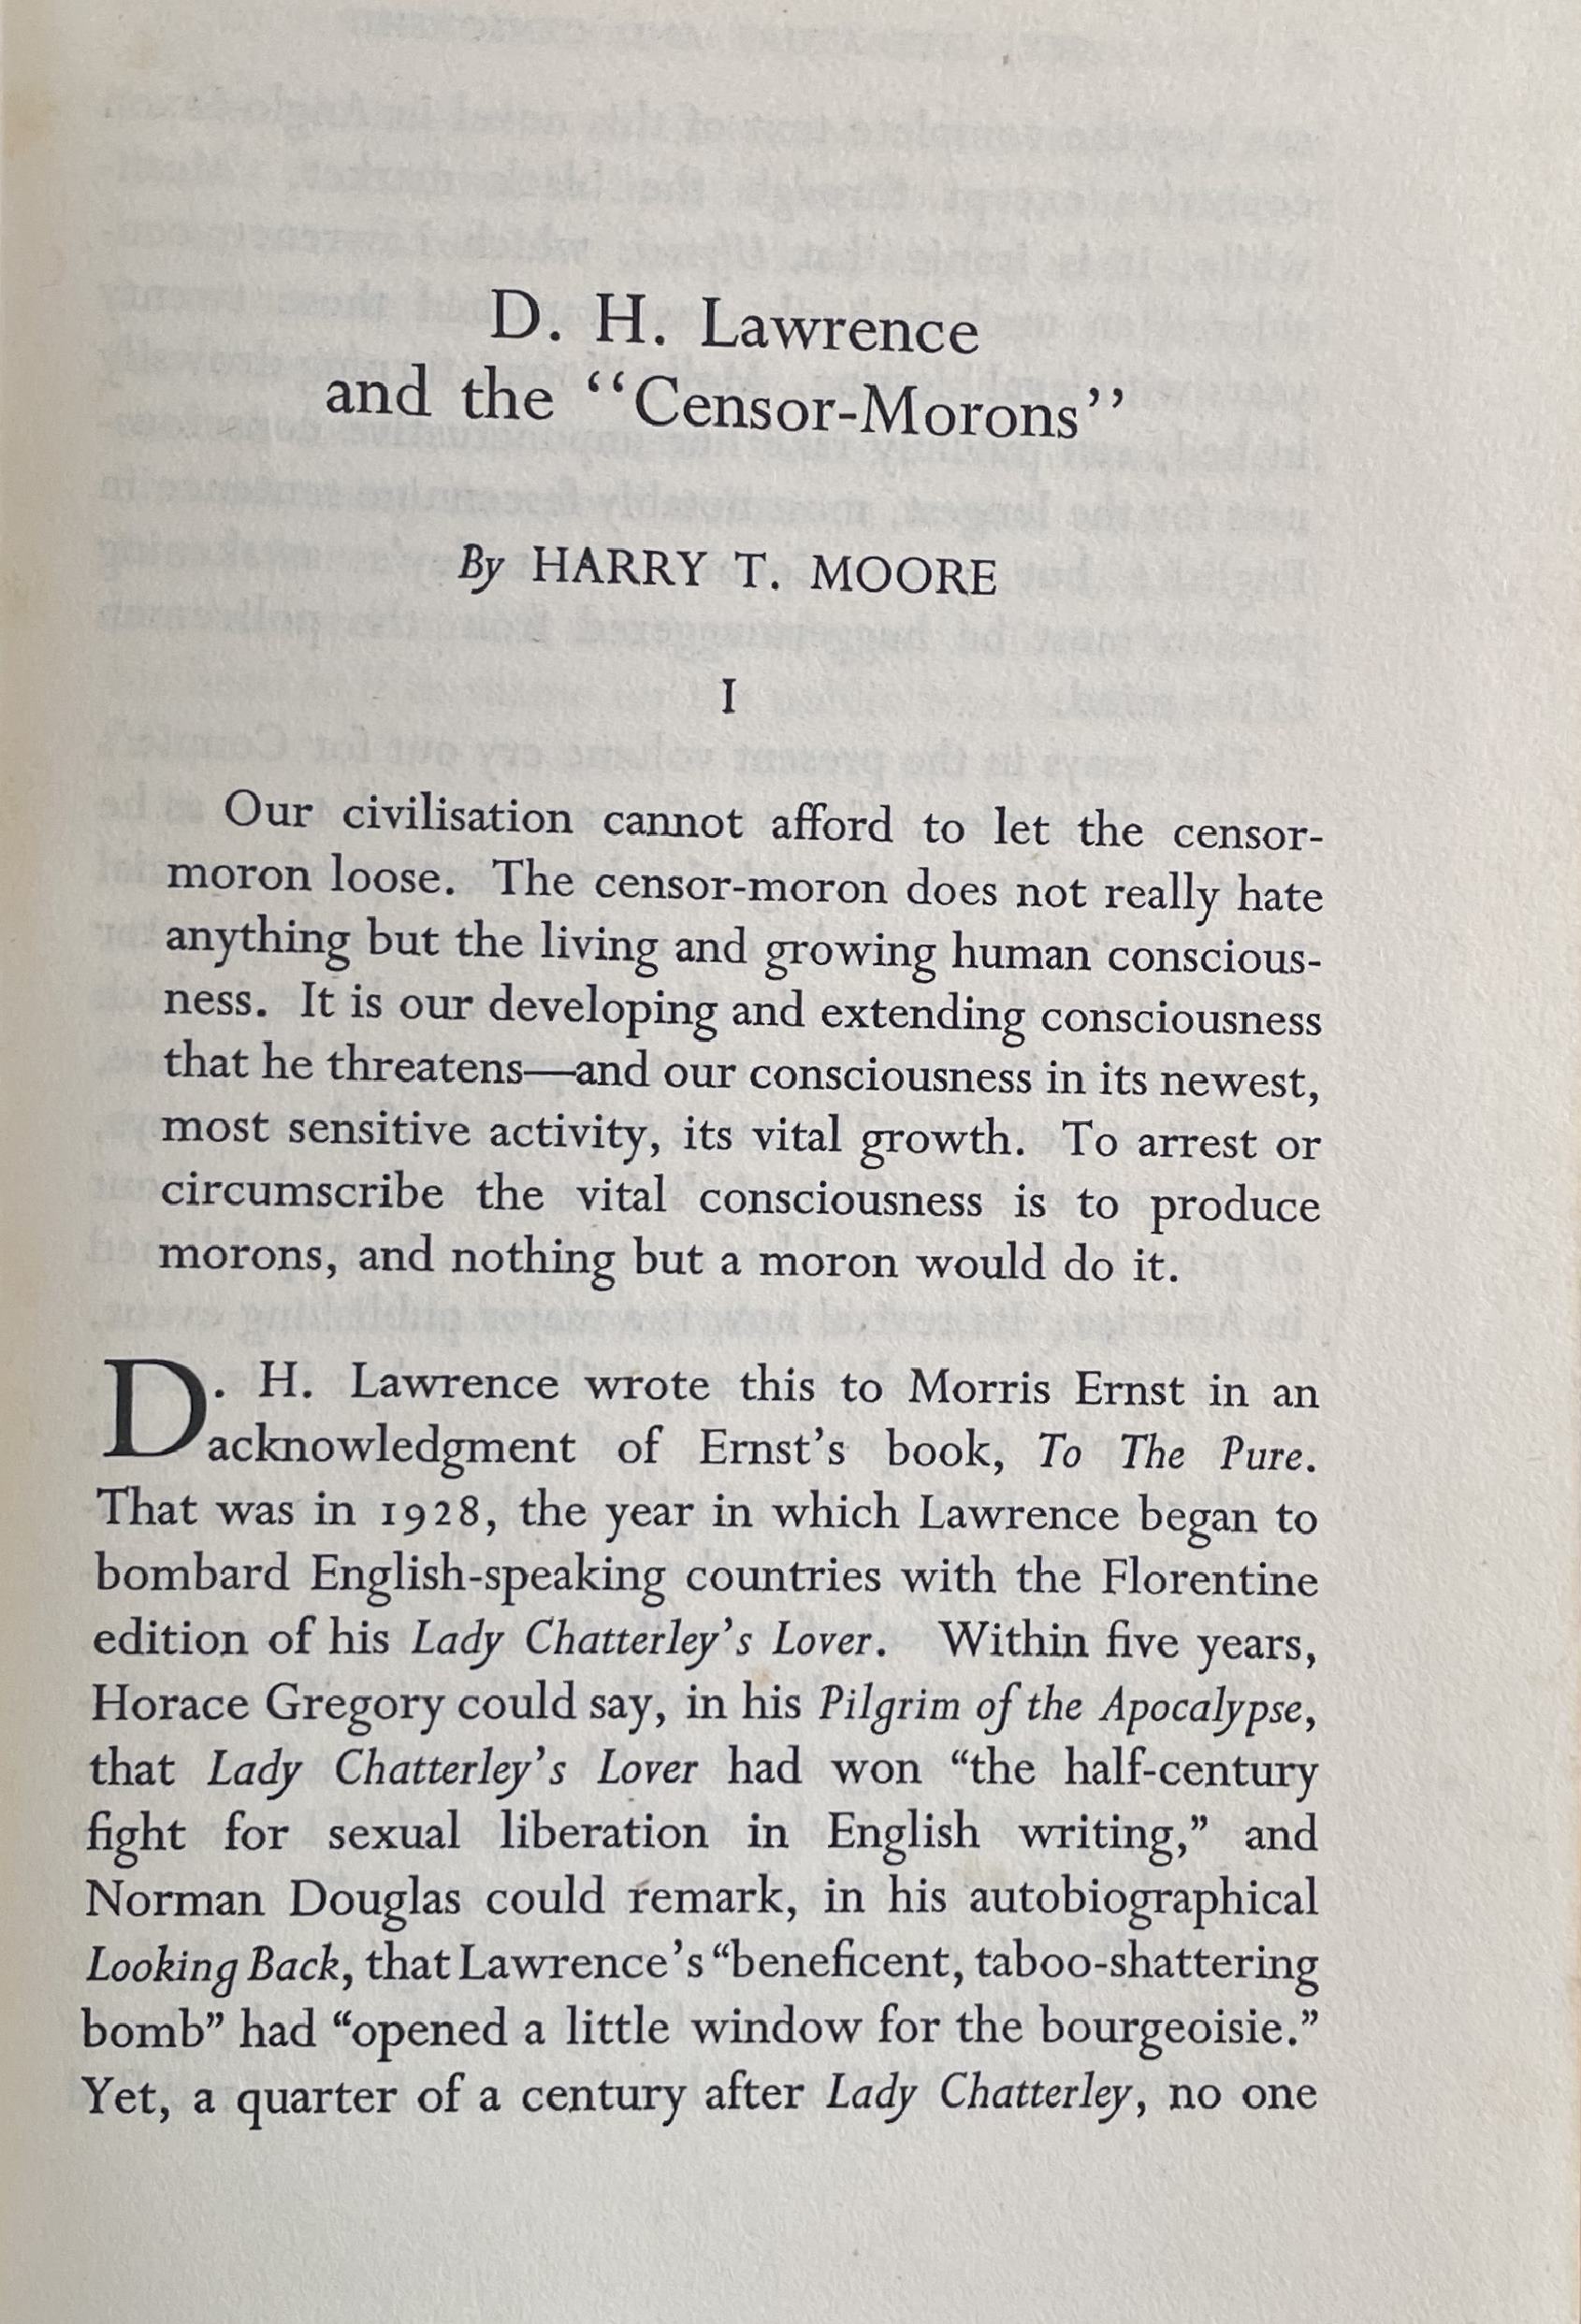 D. H. Lawrence
and the “Censor-Morons”
By HARRY T. MOORE
I
Our civilisation cannot afford to let the censor-
moron loose. The censor-moron does not really hate
anything but the living and growing human conscious-
ness. It is our developing and extending consciousness
that he threatens—and our consciousness in its newest,
most sensitive activity, its vital growth. To arrest or
circumscribe the vital consciousness is to produce
morons, and nothing but a moron would do it.
D. H. Lawrence wrote this to Morris Ernst in an
acknowledgment of Ernst's book, To The Pure.
That was in 1928, the year in which Lawrence began to
bombard English-speaking countries with the Florentine
edition of his Lady Chatterley's Lover. Within five years,
Horace Gregory could say, in his Pilgrim of the Apocalypse,
that Lady Chatterley's Lover had won “the half-century
fight for sexual liberation in English writing,” and
Norman Douglas could remark, in his autobiographical
Looking Back, that Lawrence's “beneficent, taboo-shattering
bomb” had “opened a little window for the bourgeoisie.”
Yet, a quarter of a century after Lady Chatterley, no one